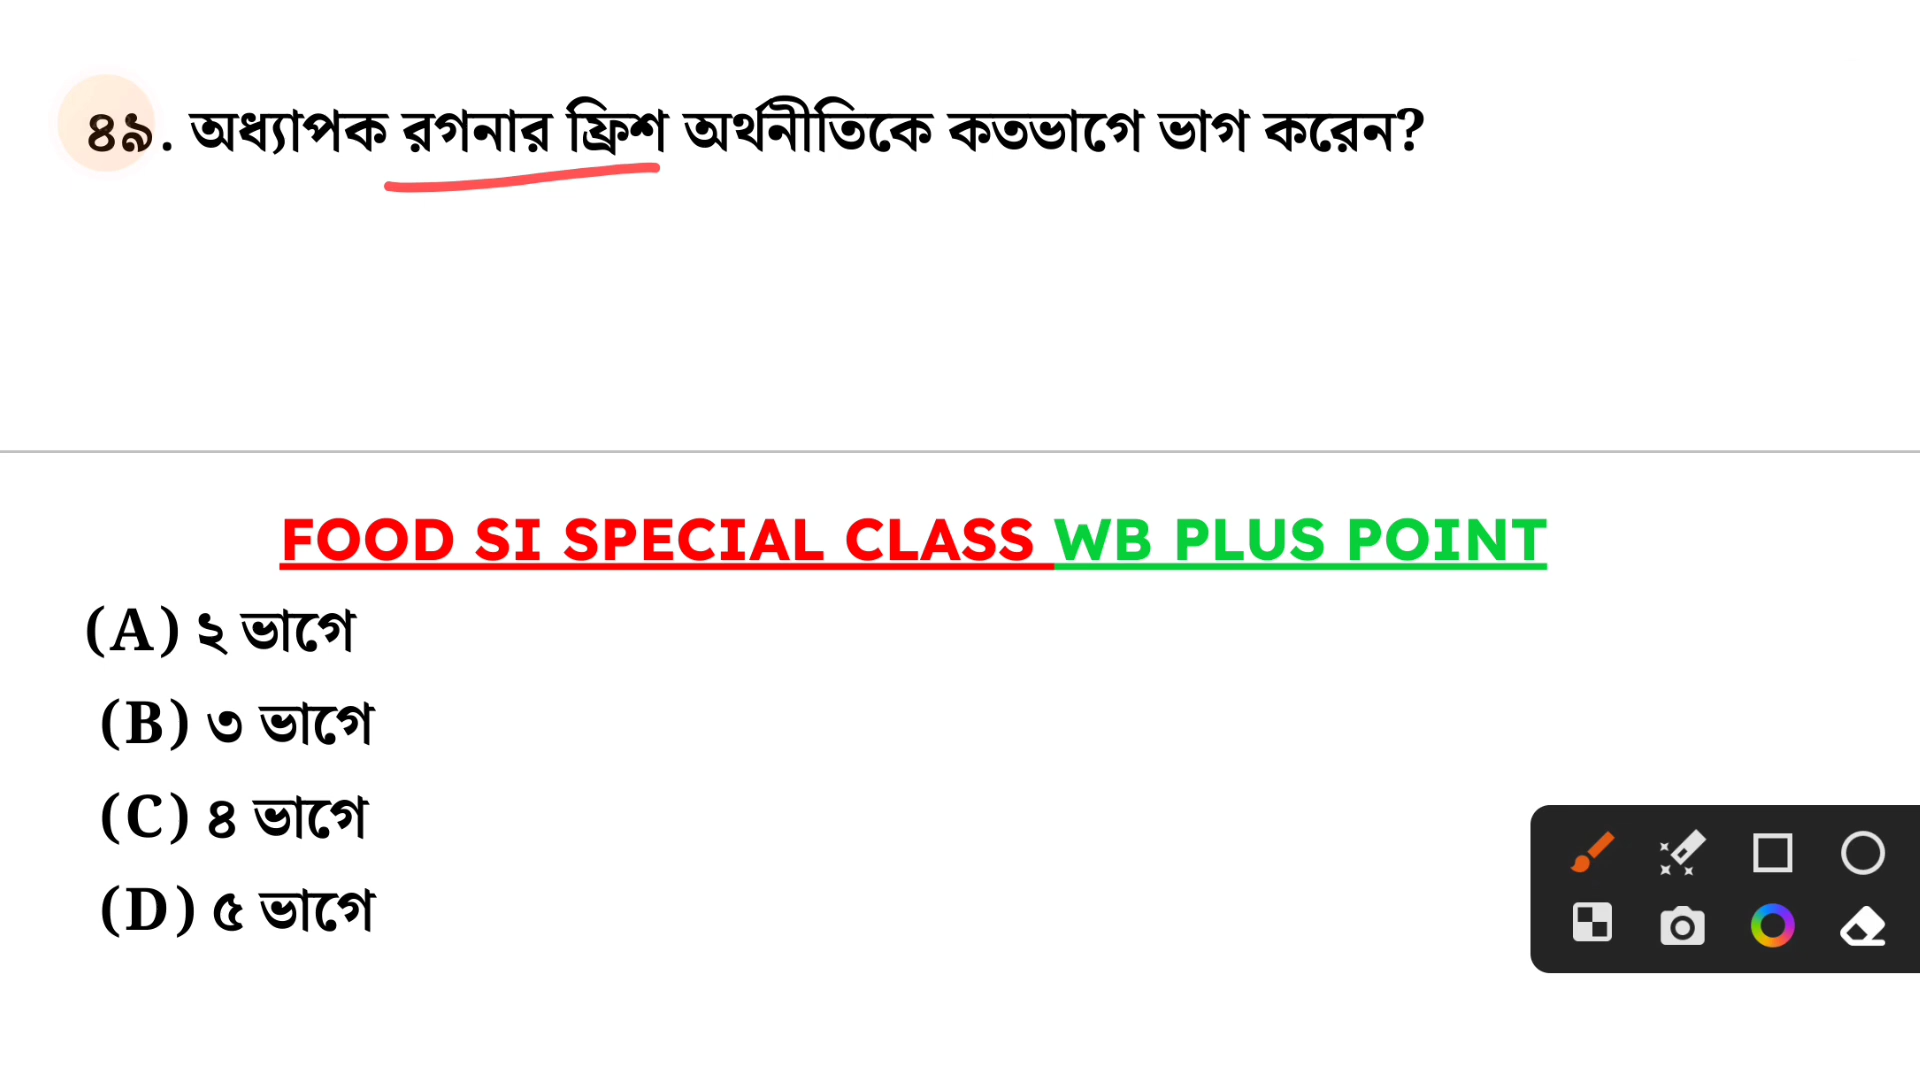 ৪৯. অধ্যাপক রগনার ফ্রিশ অর্থনীতিকে কতভাগে ভাগ করেন?
FOOD SI SPECIAL CLASS WB PLUS POINT
(A) ২ ভাগে
(B) ৩ ভাগে
(C) ৪ ভাগে
(D) ৫ ভাগে